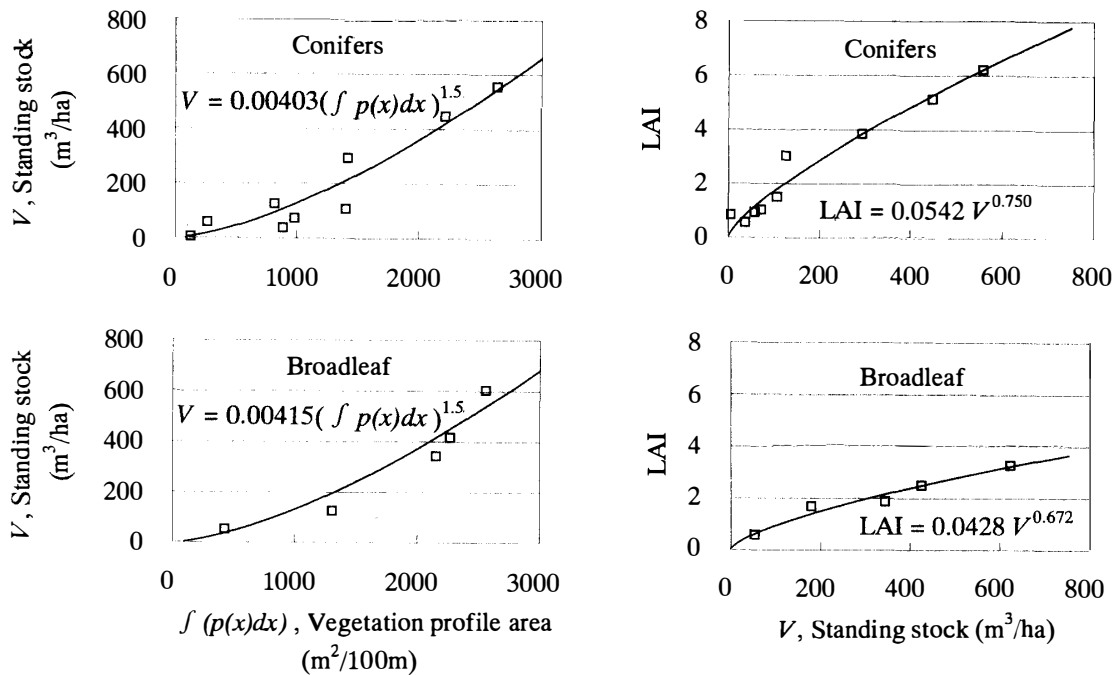 800
600
400
200
0
V, Standing stock
(m³/ha)
Conifers
V = 0.00403(∫ p(x)dx)^1.5
0 1000 2000 3000
8
6
4
2
0
LAI
Conifers
LAI = 0.0542 V^0.750
0 200 400 600 800
800
600
400
200
0
V, Standing stock
(m³/ha)
Broadleaf
V = 0.00415(∫ p(x)dx)^1.5
0 1000 2000 3000
∫ (p(x)dx), Vegetation profile area
(m²/100m)
8
6
4
2
0
LAI
Broadleaf
LAI = 0.0428 V^0.672
0 200 400 600 800
V, Standing stock (m³/ha)